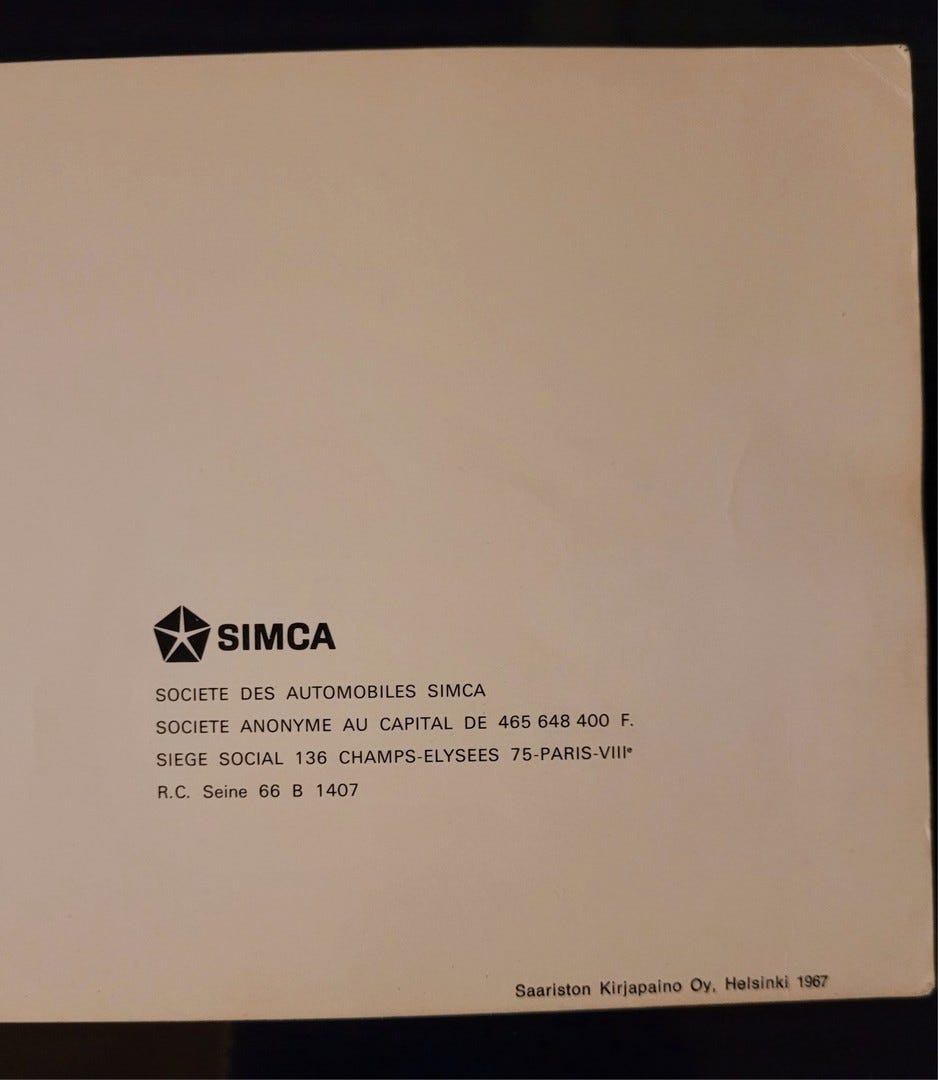 SIMCA
SOCIETE DES AUTOMOBILES SIMCA
SOCIETE ANONYME AU CAPITAL DE 465 648 400 F.
SIEGE SOCIAL 136 CHAMPS-ELYSEES 75-PARIS-VIIIᵉ
R.C. Seine 66 B 1407
Saariston Kirjapaino Oy, Helsinki 1967